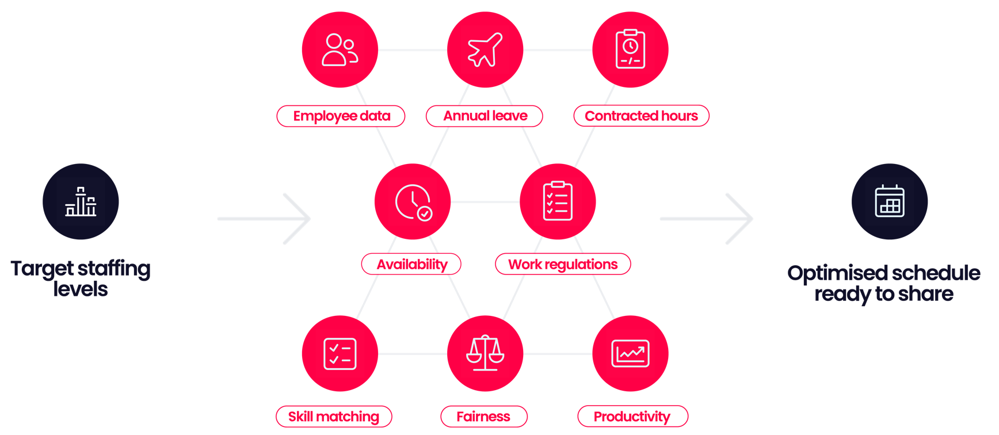 Employee data
Annual leave
Contracted hours
Target staffing
levels
Availability
Work regulations
Optimised schedule
ready to share
Skill matching
Fairness
Productivity